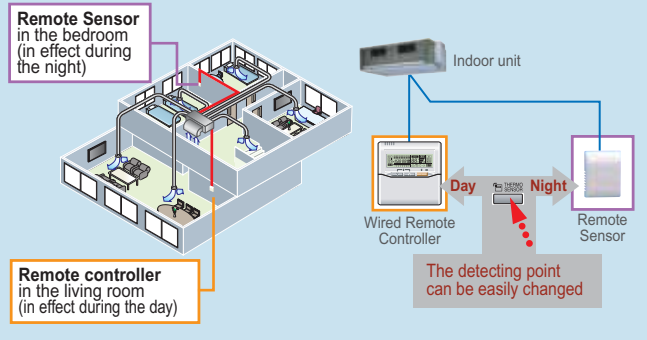 Remote Sensor
in the bedroom
(in effect during
the night)
Remote controller
in the living room
(in effect during the day)
Indoor unit
Day
THERMO
SENSOR
Night
Wired Remote
Controller
Remote
Sensor
The detecting point
can be easily changed